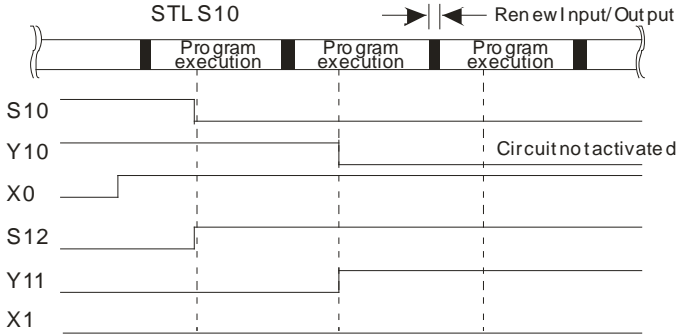 STL S10
Renew Input/Output
Program execution
Program execution
Program execution
S10
Y10
Circuit not activated
X0
S12
Y11
X1